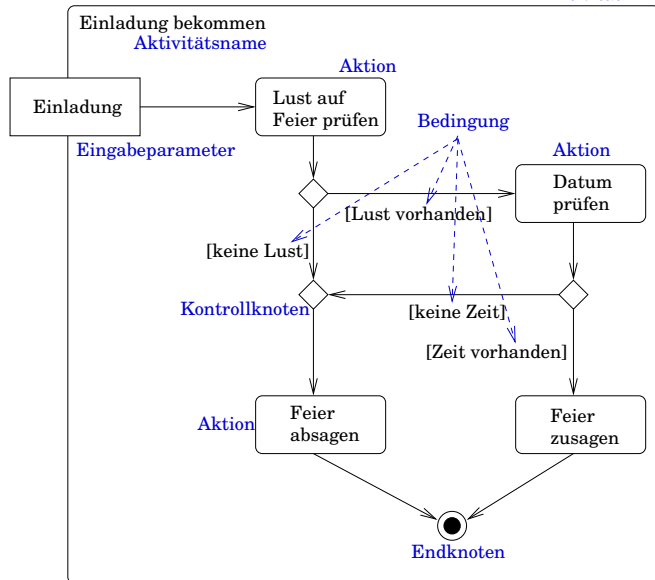 Einladung bekommen
Aktivitätsname
Aktion
Einladung
Lust auf
Feier prüfen
Eingabeparameter
Bedingung
Aktion
Datum
prüfen
[Lust vorhanden]
[keine Lust]
Kontrollknoten
[keine Zeit]
[Zeit vorhanden]
Aktion
Feier
absagen
Feier
zusagen
Endknoten